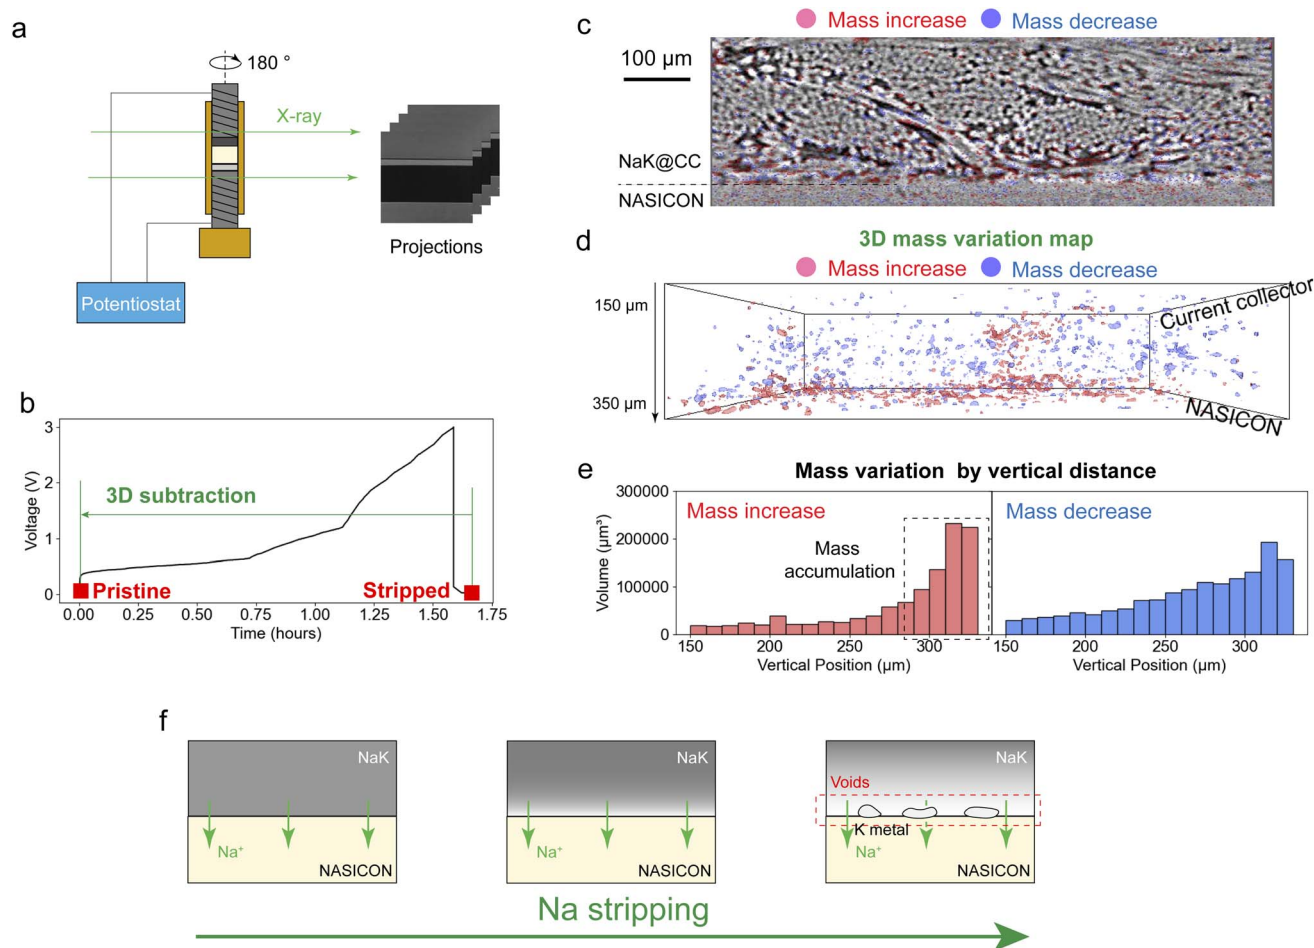 a
180 °
X-ray
Projections
Potentiostat
b
Voltage (V)
3
2
1
0
3D subtraction
Pristine
Stripped
0.00
0.25
0.50
0.75
1.00
1.25
1.50
1.75
Time (hours)
c
Mass increase
Mass decrease
100 µm
NaK@CC
NASICON
d
3D mass variation map
Mass increase
Mass decrease
150 µm
350 µm
Current collector
NASICON
e
Mass variation by vertical distance
Volume (µm³)
300000
200000
100000
0
Mass increase
Mass
accumulation
Mass decrease
150
200
250
300
150
200
250
300
Vertical Position (µm)
Vertical Position (µm)
f
NaK
Na⁺
NASICON
NaK
Na⁺
NASICON
NaK
Voids
K metal
Na⁺
NASICON
Na stripping